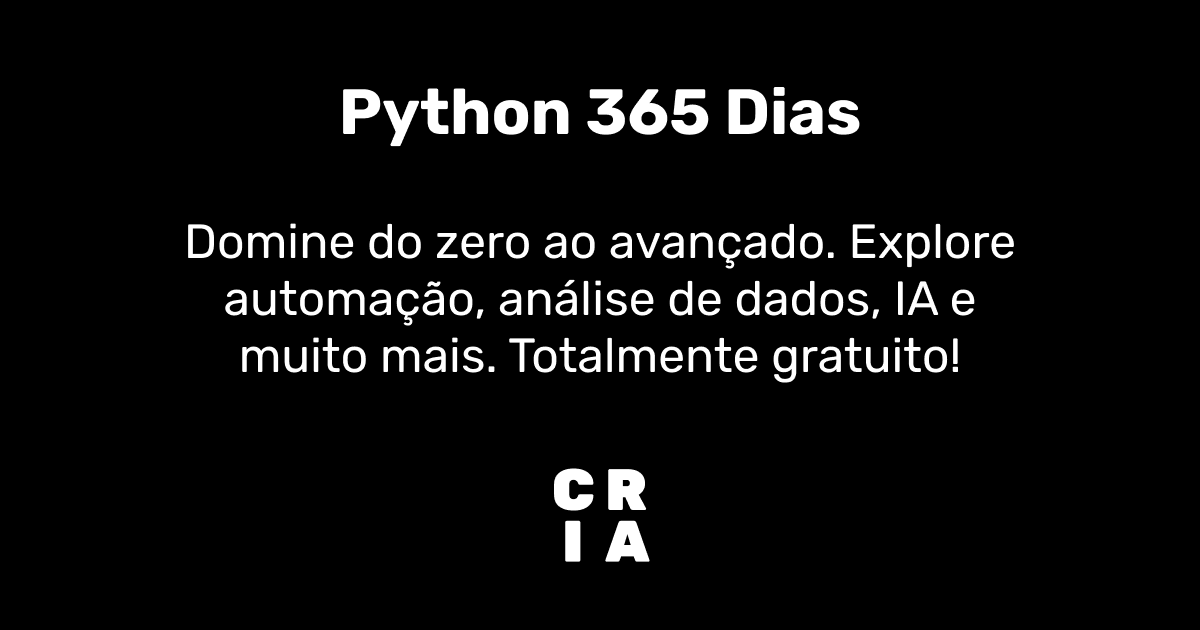 Python 365 Dias
Domine do zero ao avançado. Explore
automação, análise de dados, IA e
muito mais. Totalmente gratuito!
CR
IA